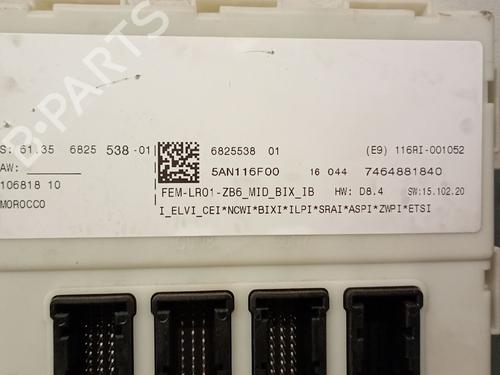 B-PARTS
S: 61.35 6825 538-01
6825538 01
(E9) 116RI-001052
AW:
5AN116F00 16 044 7464881840
106818 10
FEM-LR01-ZB6_MID_BIX_IB HW: D8.4 SW:15.102.20
MOROCCO
I_ELVI_CEI*NCWI*BIXI*ILPI*SRAI*ASPI*ZWPI*ETSI